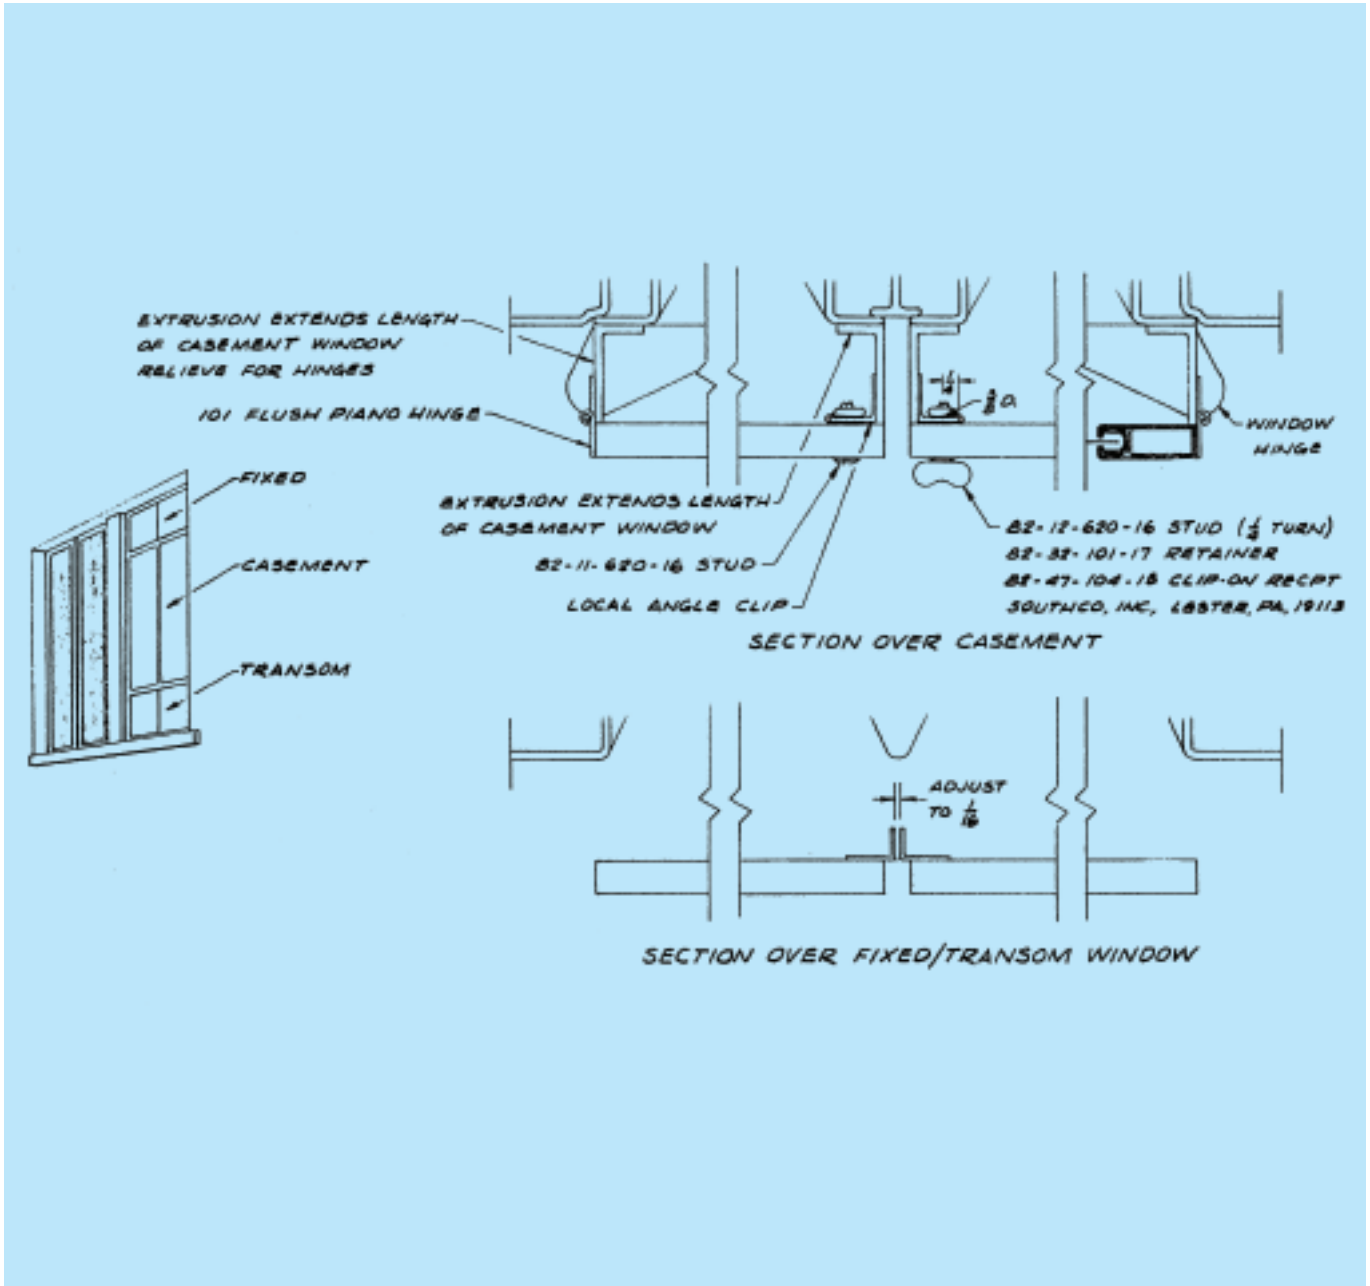 EXTRUSION EXTENDS LENGTH
OF CASEMENT WINDOW
RELIEVE FOR HINGES
101 FLUSH PIANO HINGE
FIXED
CASEMENT
TRANSOM
EXTRUSION EXTENDS LENGTH
OF CASEMENT WINDOW
82-11-620-16 STUD
LOCAL ANGLE CLIP
D.
WINDOW
HINGE
82-12-620-16 STUD (1/4 TURN)
82-32-101-17 RETAINER
82-47-104-15 CLIP-ON RECPT
SOUTHCO, INC, LESTER, PA, 19113
SECTION OVER CASEMENT
ADJUST
TO 1/16
SECTION OVER FIXED/TRANSOM WINDOW